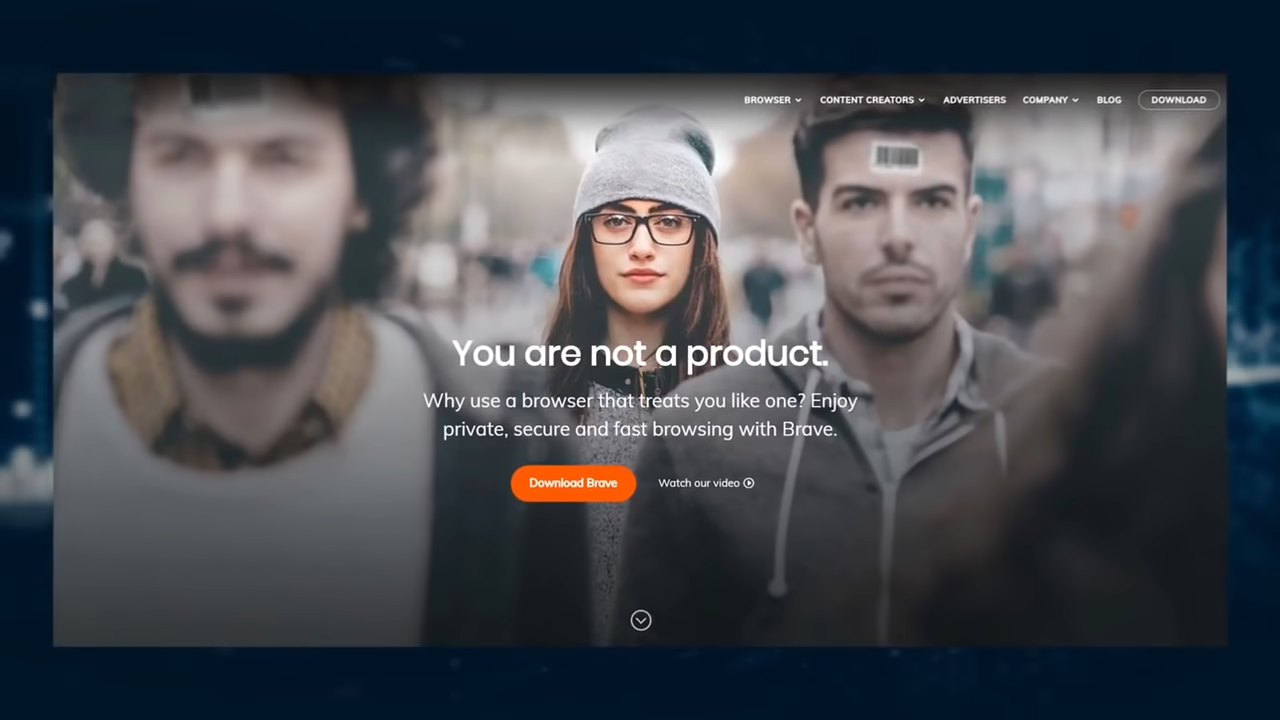 BROWSER CONTENT CREATORS ADVERTISERS COMPANY BLOG DOWNLOAD
You are not a product.
Why use a browser that treats you like one? Enjoy
private, secure and fast browsing with Brave.
Download Brave Watch our video